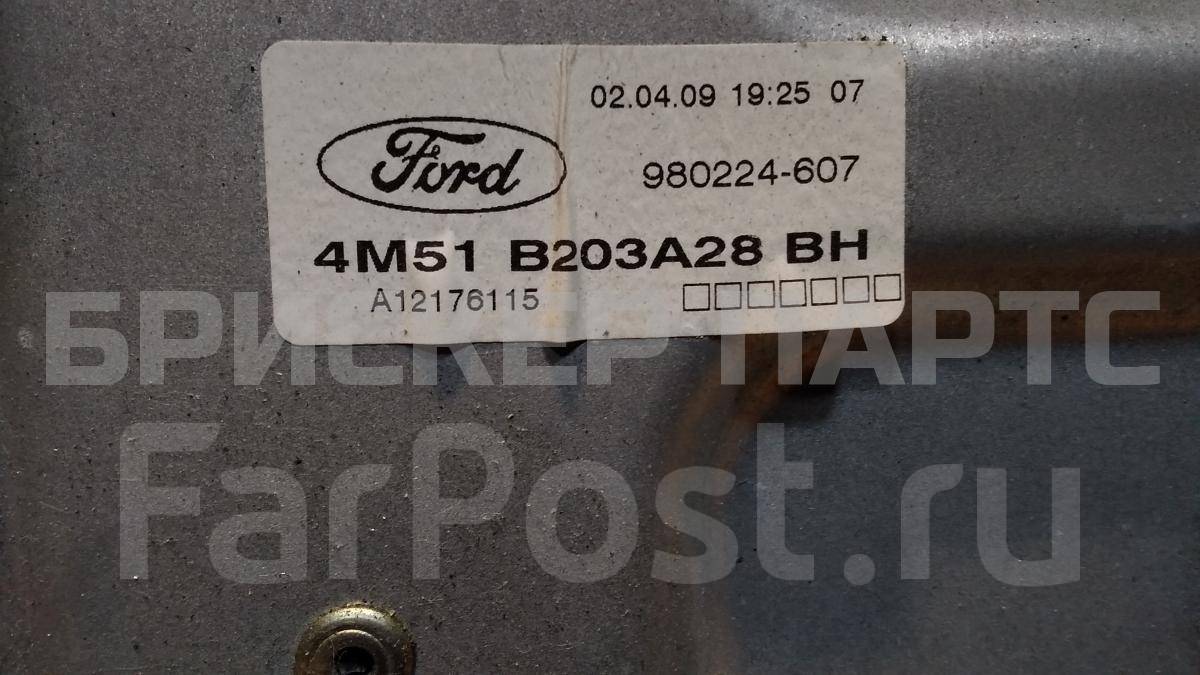 02.04.09 19:25 07
Ford
980224-607
4M51 B203A28 BH
A12176115 □□□□□□□
БРИСКЕР ПАРТС
FarPost.ru